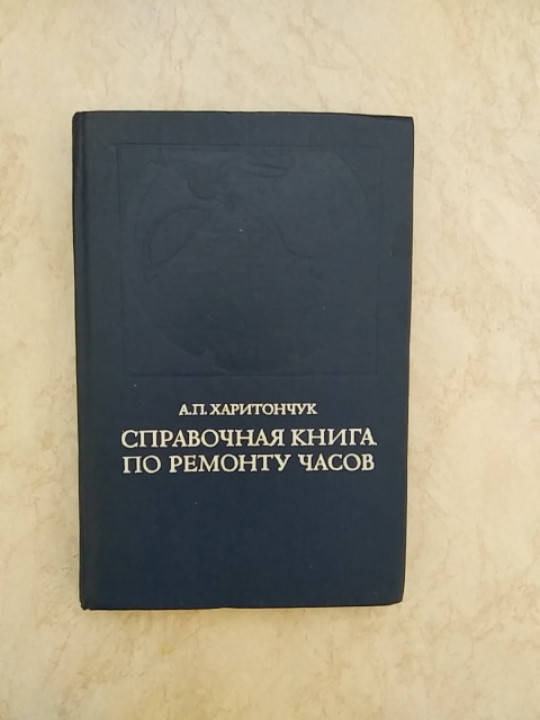 А.П. ХАРИТОНЧУК
СПРАВОЧНАЯ КНИГА
ПО РЕМОНТУ ЧАСОВ